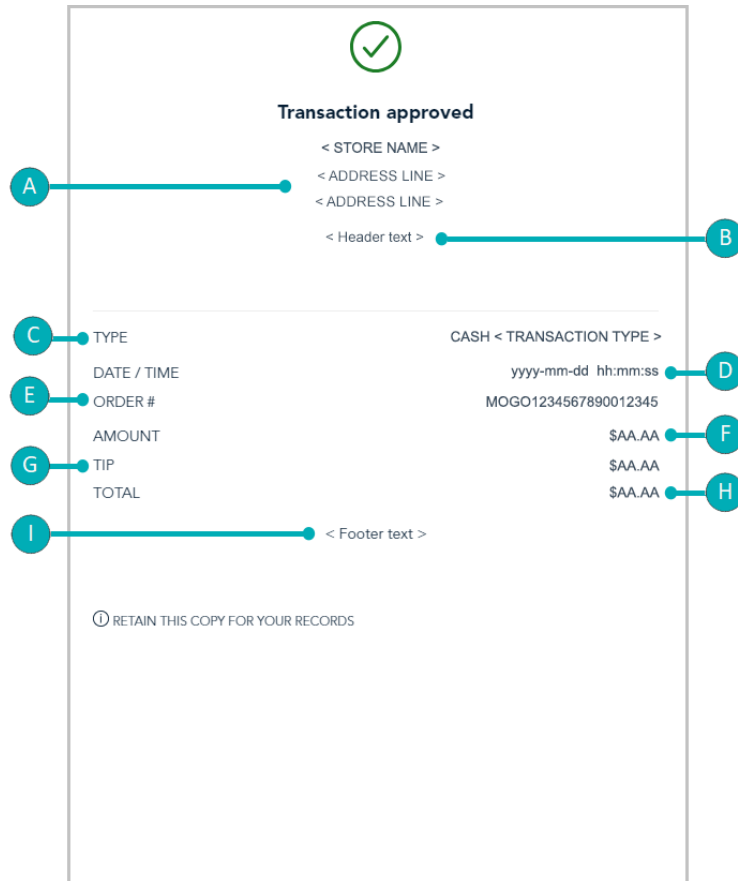 Transaction approved
< STORE NAME >
A
< ADDRESS LINE >
< ADDRESS LINE >
< Header text >
B
C
TYPE
CASH < TRANSACTION TYPE >
DATE / TIME
yyyy-mm-dd hh:mm:ss
D
E
ORDER #
MOGO1234567890012345
AMOUNT
$AA.AA
F
G
TIP
$AA.AA
TOTAL
$AA.AA
H
I
< Footer text >
RETAIN THIS COPY FOR YOUR RECORDS